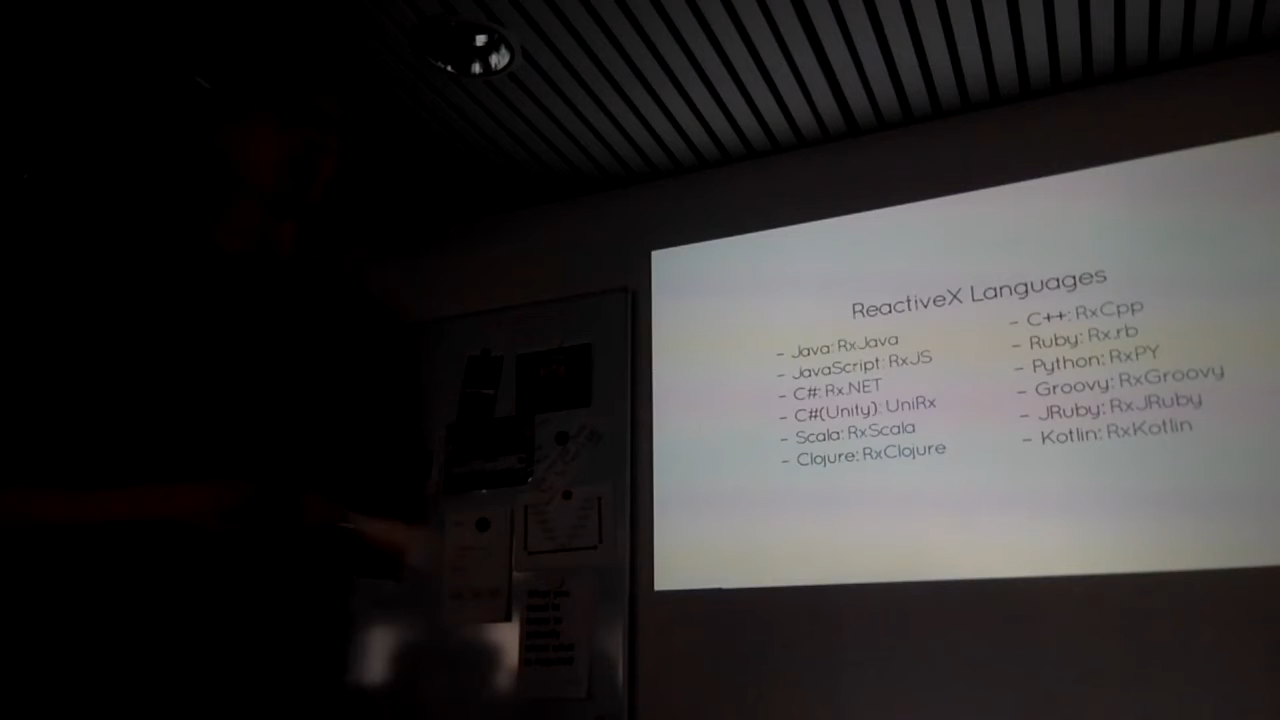 ReactiveX Languages
- Java: RxJava
- JavaScript: RxJS
- C#: Rx.NET
- C#(Unity): UniRx
- Scala: RxScala
- Clojure: RxClojure
- C++: RxCpp
- Ruby: Rx.rb
- Python: RxPY
- Groovy: RxGroovy
- JRuby: RxJRuby
- Kotlin: RxKotlin